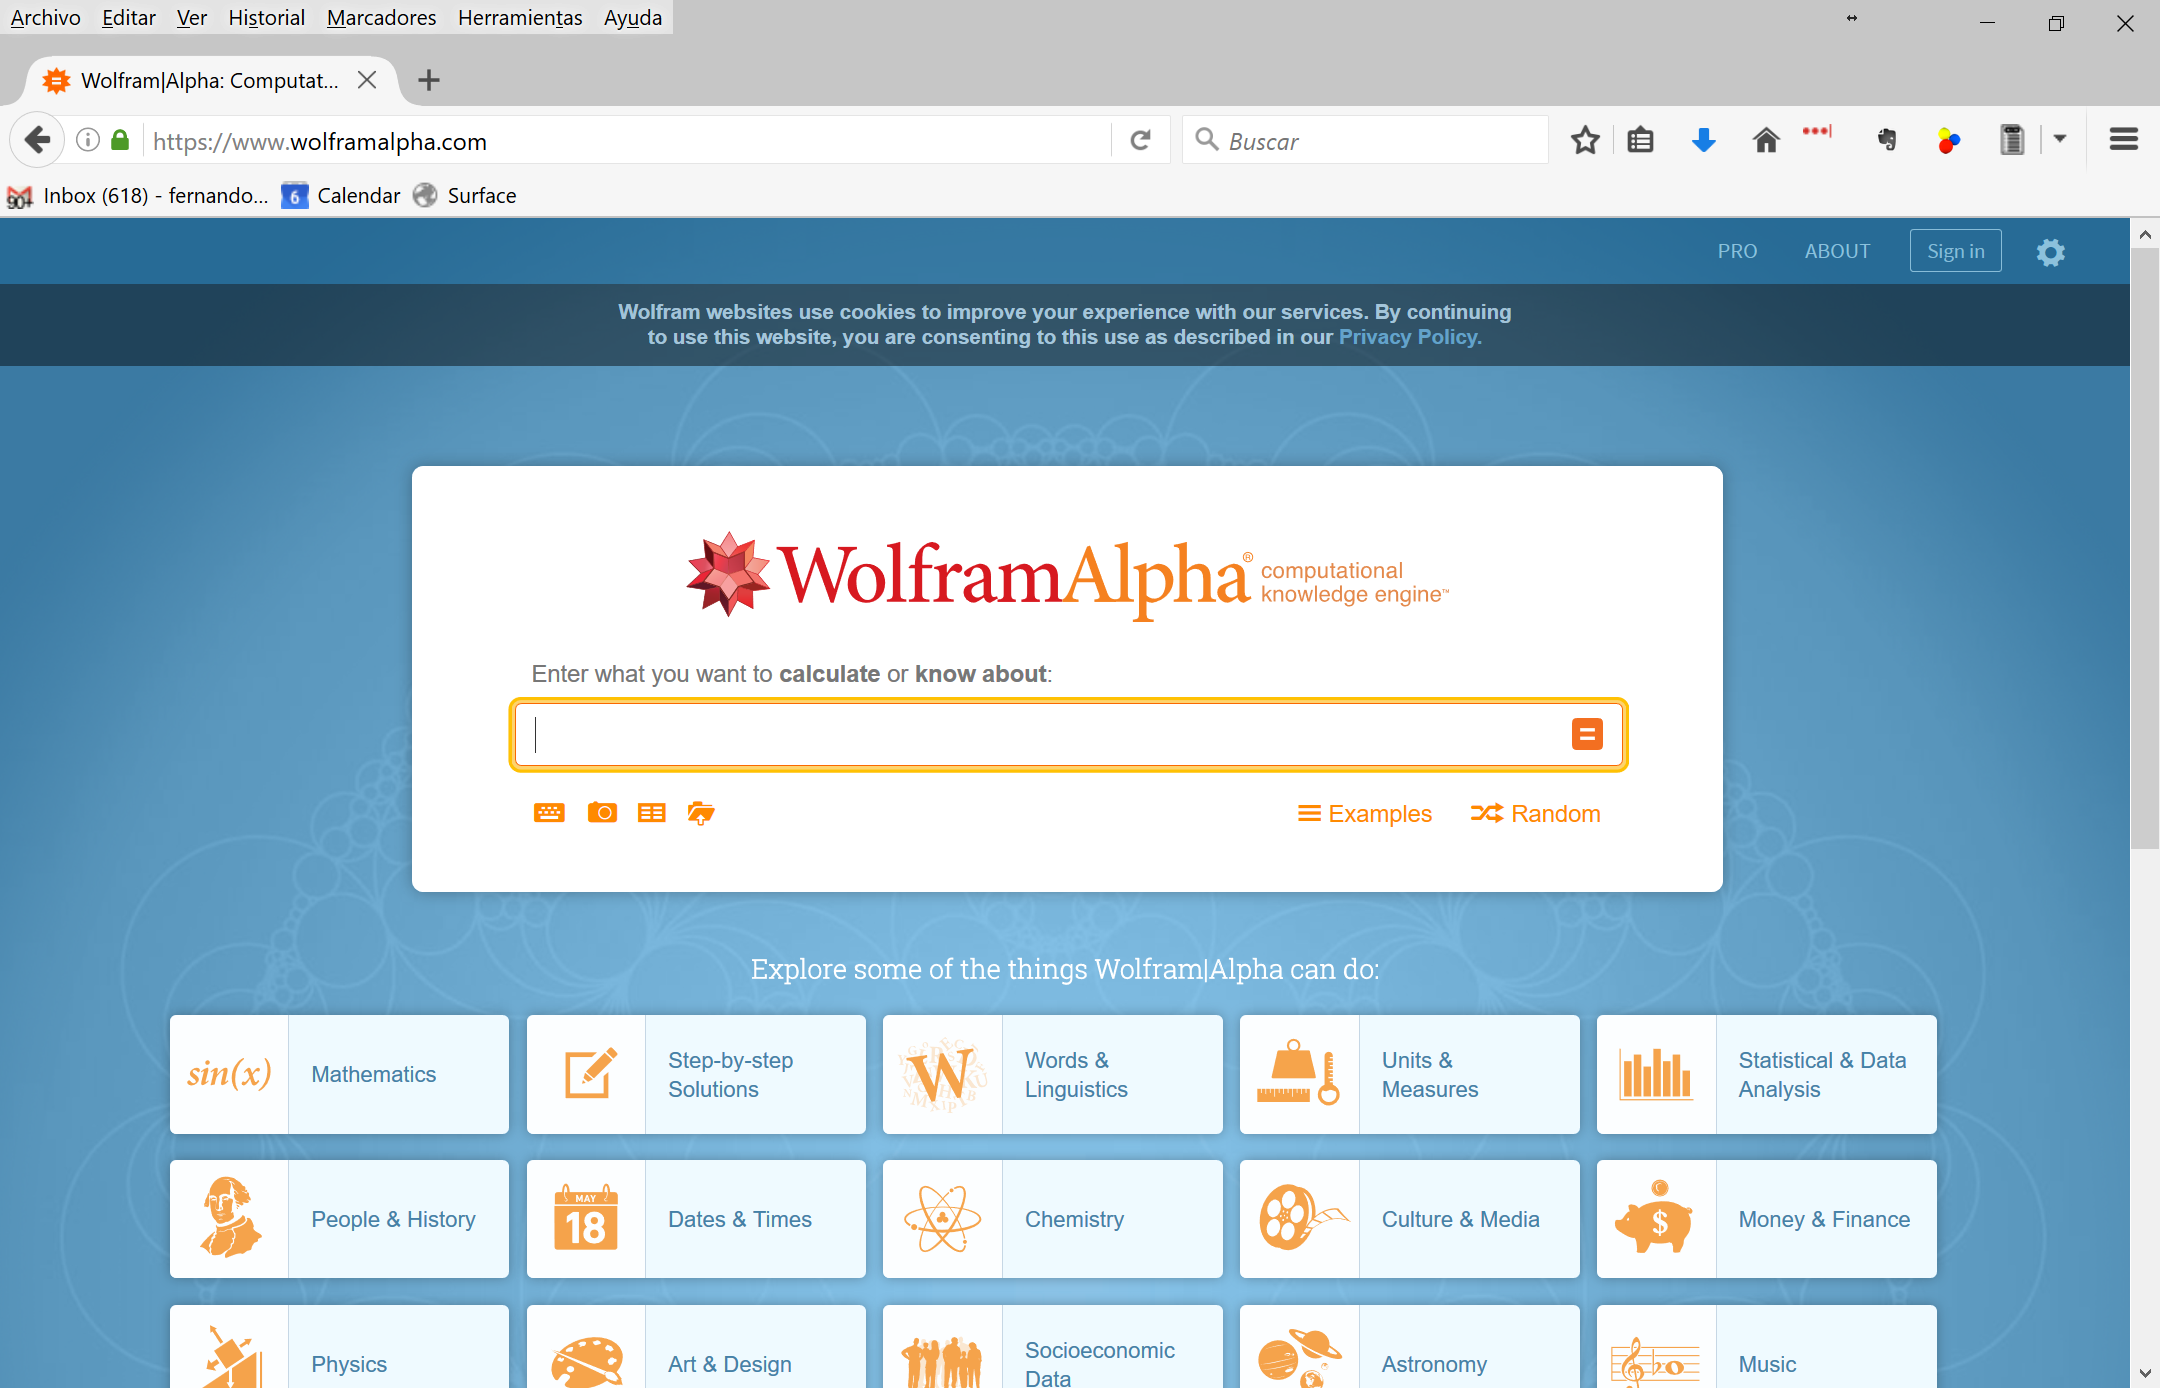 Archivo Editar Ver Historial Marcadores Herramientas Ayuda
Wolfram|Alpha: Computat...
https://www.wolframalpha.com
Buscar
90+ Inbox (618) - fernando... 6 Calendar Surface
PRO ABOUT Sign in
Wolfram websites use cookies to improve your experience with our services. By continuing
to use this website, you are consenting to this use as described in our Privacy Policy.
WolframAlpha® computational
knowledge engine™
Enter what you want to calculate or know about:
=
Examples Random
Explore some of the things Wolfram|Alpha can do:
sin(x) Mathematics
Step-by-step
Solutions
W Words &
Linguistics
Units &
Measures
Statistical & Data
Analysis
People & History
MAY
18
Dates & Times
Chemistry
Culture & Media
$ Money & Finance
Physics
Art & Design
Socioeconomic
Data
Astronomy
Music